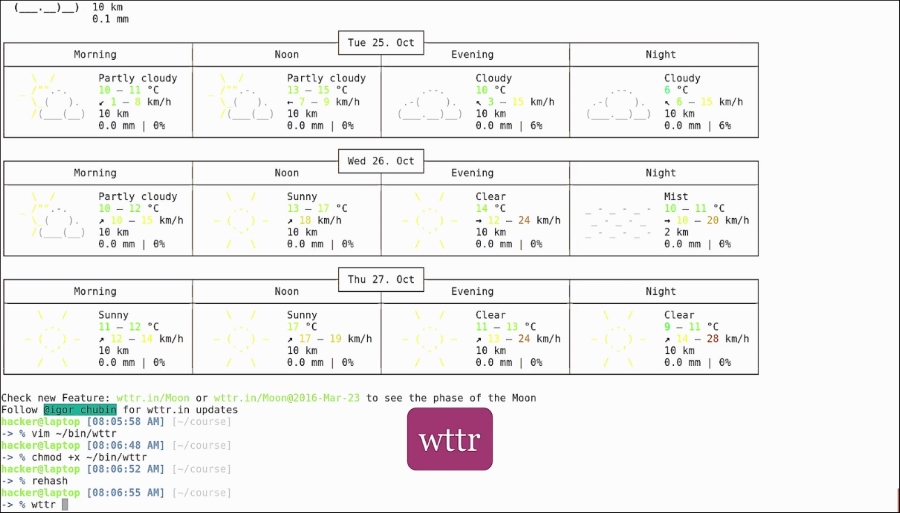 (___.__)__)  10 km
0.1 mm
Tue 25. Oct
Morning Noon Evening Night
Partly cloudy Partly cloudy Cloudy Cloudy
10 – 11 °C 13 – 15 °C 10 °C 6 °C
↙ 1 – 8 km/h ← 7 – 9 km/h ↖ 3 – 15 km/h ↖ 6 – 15 km/h
10 km 10 km 10 km 10 km
0.0 mm | 0% 0.0 mm | 0% 0.0 mm | 6% 0.0 mm | 6%
Wed 26. Oct
Morning Noon Evening Night
Partly cloudy Sunny Clear Mist
10 – 12 °C 13 – 17 °C 14 °C 10 – 11 °C
↗ 10 – 15 km/h ↗ 18 km/h → 12 – 24 km/h → 10 – 20 km/h
10 km 10 km 10 km 2 km
0.0 mm | 0% 0.0 mm | 0% 0.0 mm | 0% 0.0 mm | 0%
Thu 27. Oct
Morning Noon Evening Night
Sunny Sunny Clear Clear
11 – 12 °C 17 °C 11 – 13 °C 9 – 11 °C
↗ 12 – 14 km/h ↗ 17 – 19 km/h ↗ 13 – 24 km/h ↗ 14 – 28 km/h
10 km 10 km 10 km 10 km
0.0 mm | 0% 0.0 mm | 0% 0.0 mm | 0% 0.0 mm | 0%
Check new Feature: wttr.in/Moon or wttr.in/Moon@2016-Mar-23 to see the phase of the Moon
Follow @igor_chubin for wttr.in updates
hacker@laptop [08:05:58 AM] [~/course]
-> % vim ~/bin/wttr
hacker@laptop [08:06:48 AM] [~/course]
-> % chmod +x ~/bin/wttr
hacker@laptop [08:06:52 AM] [~/course]
-> % rehash
hacker@laptop [08:06:55 AM] [~/course]
-> % wttr
wttr